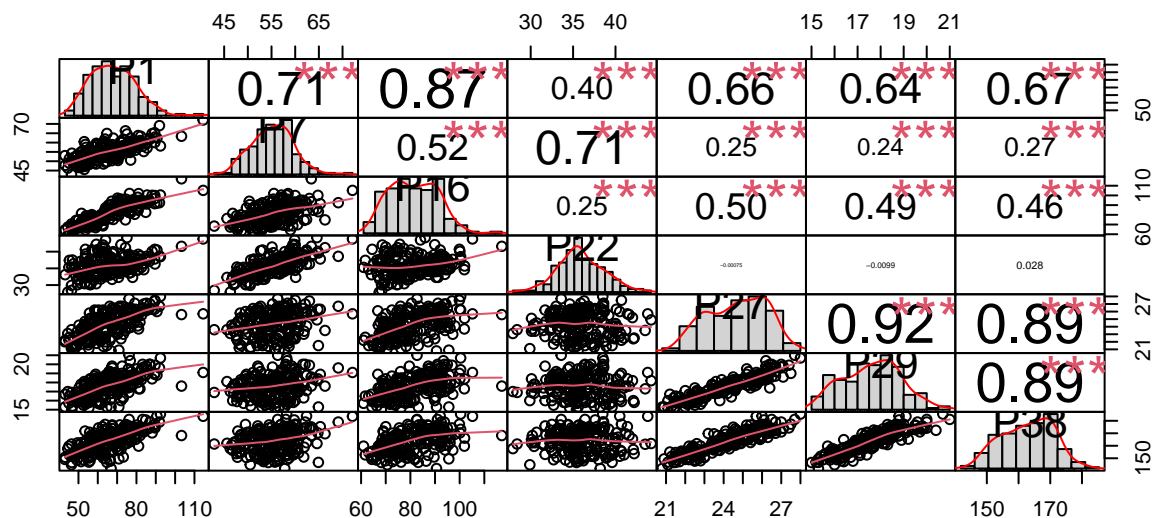 45 55 65 30 35 40 15 17 19 21
P1 0.71 *** 0.87 *** 0.40 *** 0.66 *** 0.64 *** 0.67 *** 50
45 70 P7 0.52 *** 0.71 *** 0.25 *** 0.24 *** 0.27 ***
P16 0.25 *** 0.50 *** 0.49 *** 0.46 *** 60 110
30 P22 −0.00075 −0.0099 0.028
P27 0.92 *** 0.89 *** 21 27
15 20 P29 0.89 ***
150 P38
50 80 110 60 80 100 21 24 27 150 170